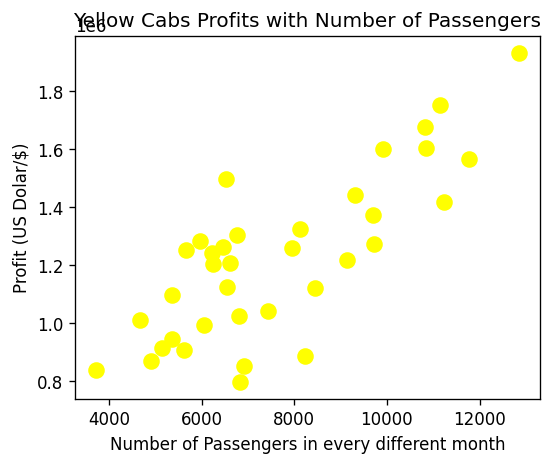 Yellow Cabs Profits with Number of Passengers
1e6
1.8
1.6
1.4
1.2
1.0
0.8
Profit (US Dolar/$)
4000 6000 8000 10000 12000
Number of Passengers in every different month